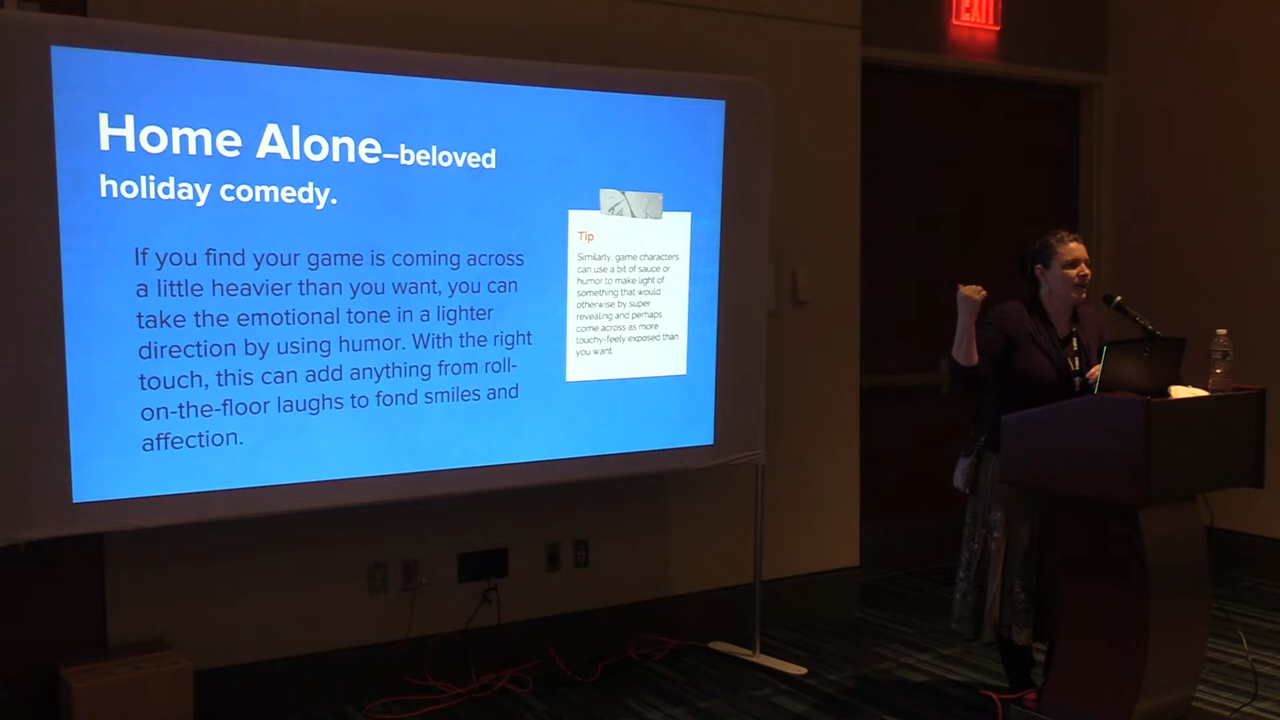 EXIT
Home Alone–beloved
holiday comedy.
If you find your game is coming across
a little heavier than you want, you can
take the emotional tone in a lighter
direction by using humor. With the right
touch, this can add anything from roll-
on-the-floor laughs to fond smiles and
affection.
Tip
Similarly, game characters
can use a bit of sauce or
humor to make light of
something that would
otherwise by super
revealing and perhaps
come across as more
touchy-feely exposed than
you want.